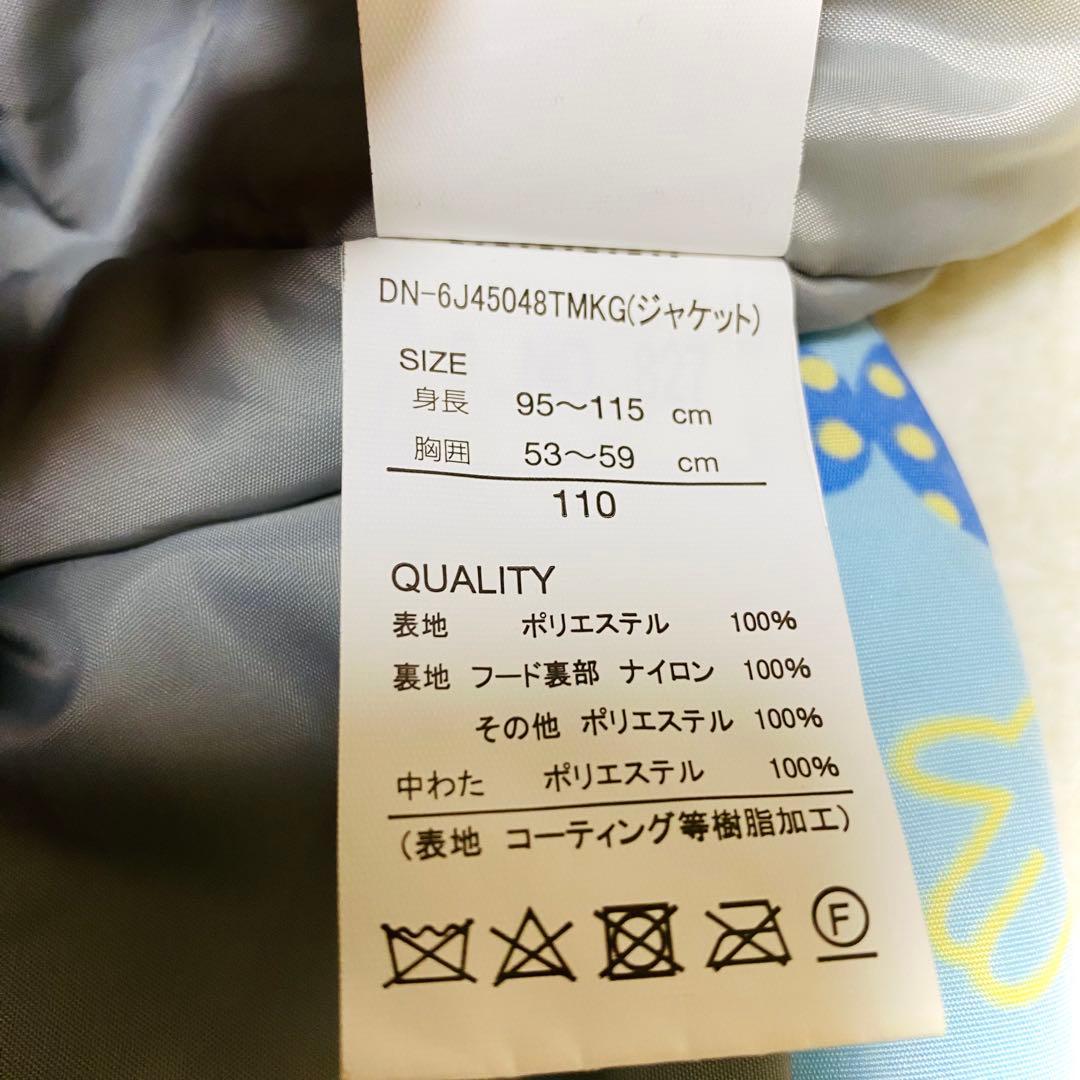 DN-6J45048TMKG(ジャケット)
SIZE
身長 95～115 cm
胸囲 53～59 cm
110
QUALITY
表地 ポリエステル 100%
裏地 フード裏部 ナイロン 100%
その他 ポリエステル 100%
中わた ポリエステル 100%
(表地 コーティング等樹脂加工)
F